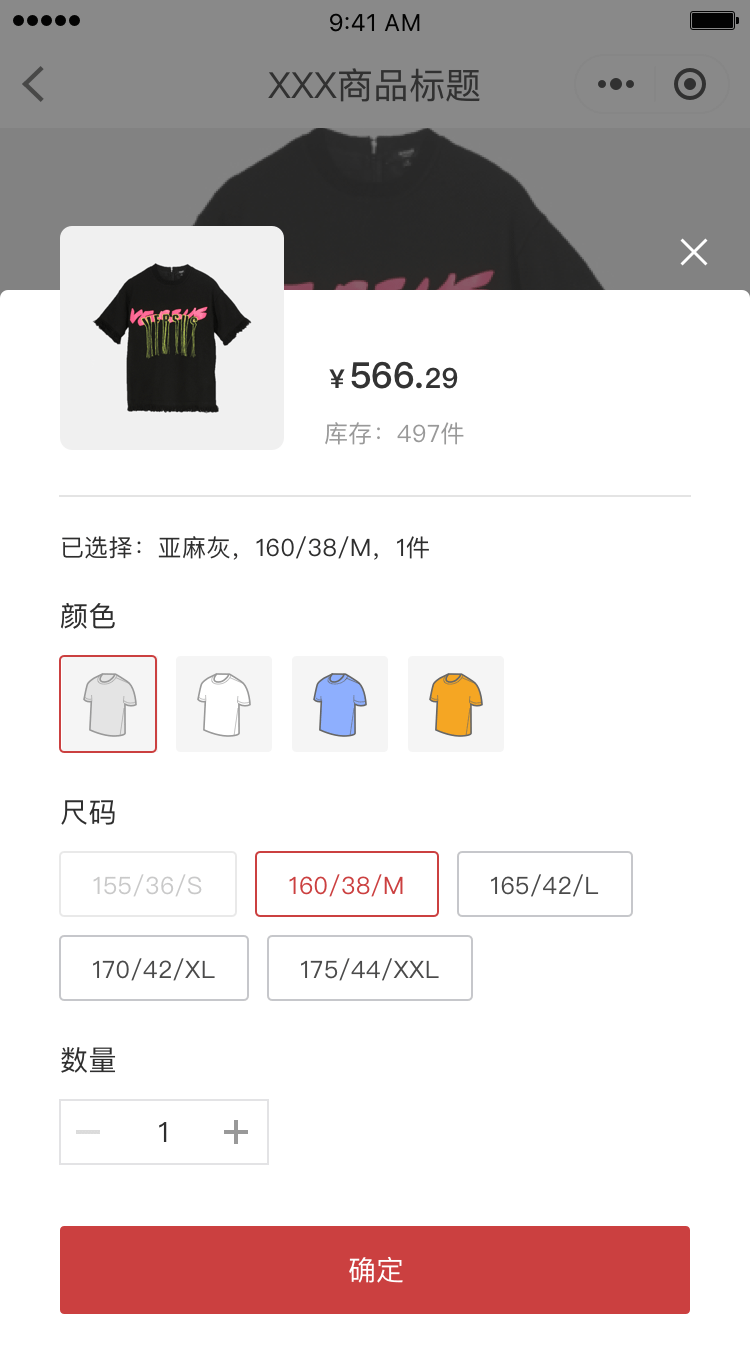 9:41 AM
XXX商品标题
¥566.29
库存：497件
已选择：亚麻灰，160/38/M，1件
颜色
尺码
155/36/S
160/38/M
165/42/L
170/42/XL
175/44/XXL
数量
1
确定